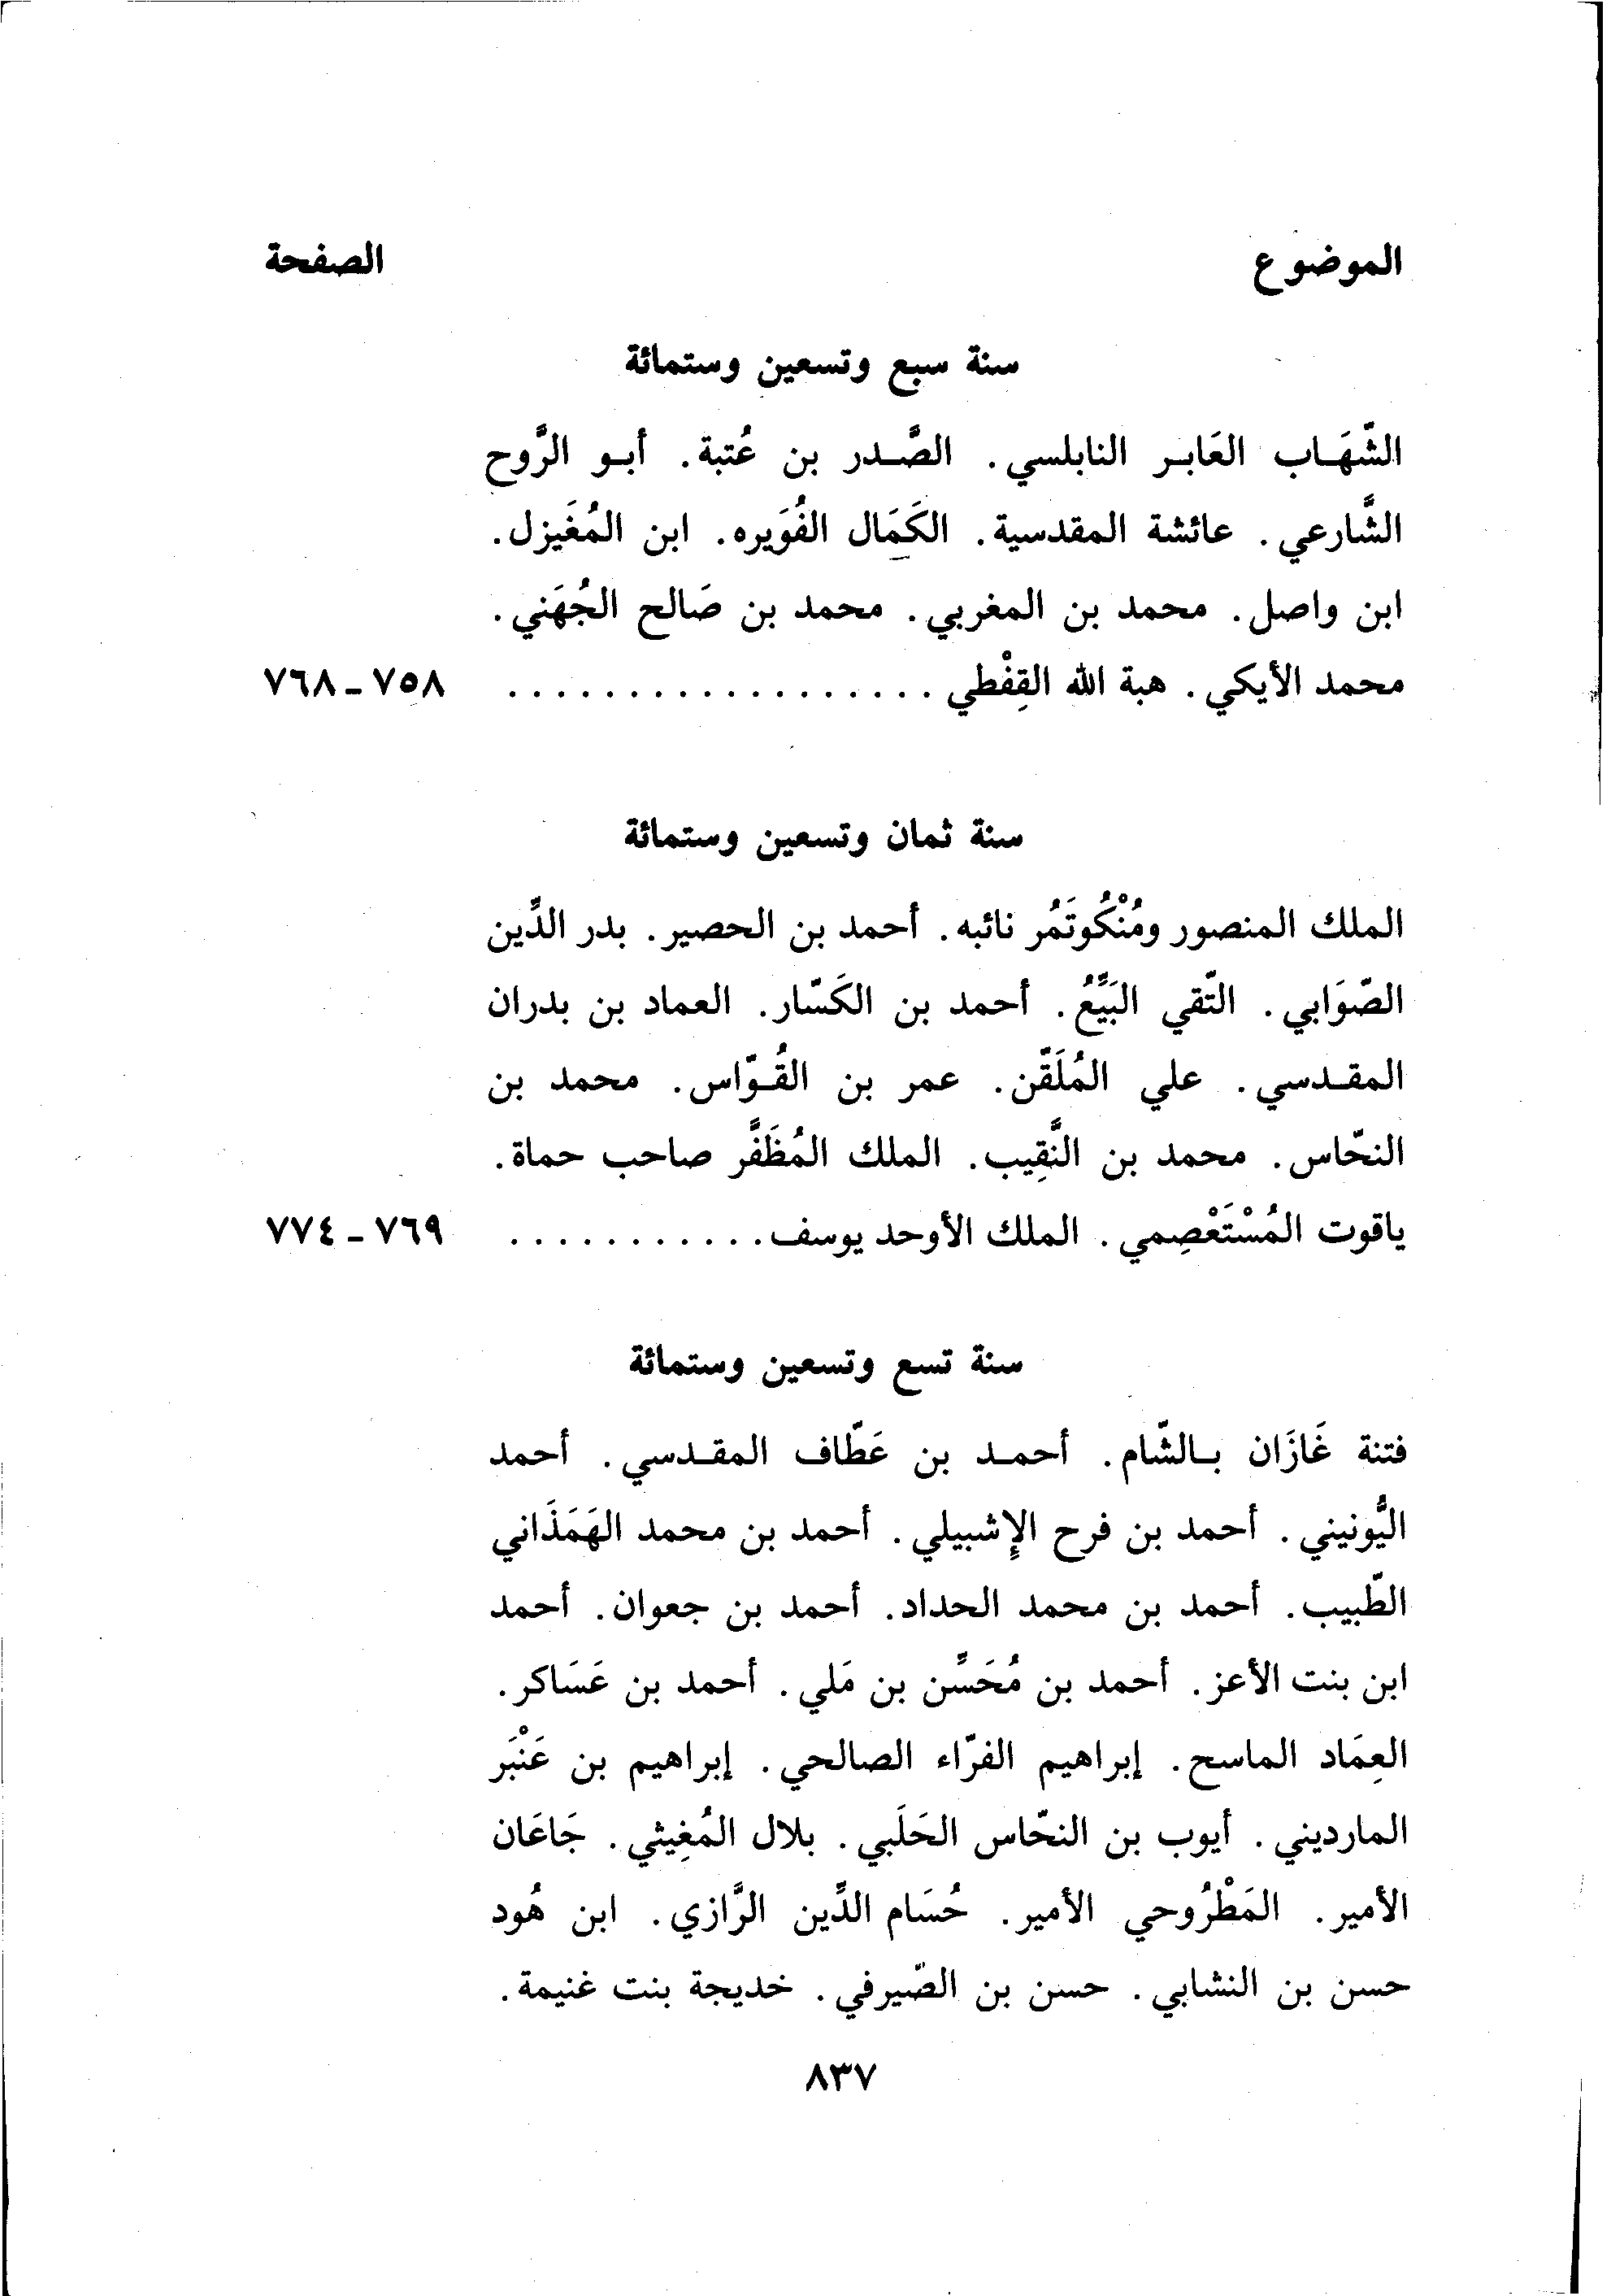 الموضوع الصفحة
سنة سبع وتسعين وستمائة
الشِّهَاب العَابر النابلسي. الصَّدر بن عُتبة. أبو الرَّوح
الشَّارعي. عائشة المقدسية. الكَمَال الفُوَيره. ابن المُغَيزل.
ابن واصل. محمد بن المغربي. محمد بن صَالح الجُهَني.
محمد الأيكي. هبة الله القِفْطي . . . . . . . . . . . . . . . . . . ٧٥٨ - ٧٦٨
سنة ثمان وتسعين وستمائة
الملك المنصور ومُنْكُوتَمُر نائبه. أحمد بن الحصير. بدر الدِّين
الصّوَابي. التّقي البَيِّعُ. أحمد بن الكَسّار. العماد بن بدران
المقدسي. علي المُلَقّن. عمر بن القُوّاس. محمد بن
النحّاس. محمد بن النَّقِيب. الملك المُظَفَّر صاحب حماة.
ياقوت المُسْتَعْصِمي. الملك الأوحد يوسف . . . . . . . . . . . . ٧٦٩ - ٧٧٤
سنة تسع وتسعين وستمائة
فتنة غَازَان بالشّام. أحمد بن عَطّاف المقدسي. أحمد
اليُّونيني. أحمد بن فرح الإِشبيلي. أحمد بن محمد الهَمَذَاني
الطّبيب. أحمد بن محمد الحداد. أحمد بن جعوان. أحمد
ابن بنت الأعز. أحمد بن مُحَسِّن بن مَلي. أحمد بن عَسَاكر.
العِمَاد الماسح. إبراهيم الفرّاء الصالحي. إبراهيم بن عَنْبَر
المارديني. أيوب بن النحّاس الحَلَبي. بلال المُغِيثي. جَاعَان
الأمير. المَطْرُوحي الأمير. حُسَام الدِّين الرَّازي. ابن هُود
حسن بن النشابي. حسن بن الصّيرفي. خديجة بنت غنيمة.
٨٣٧